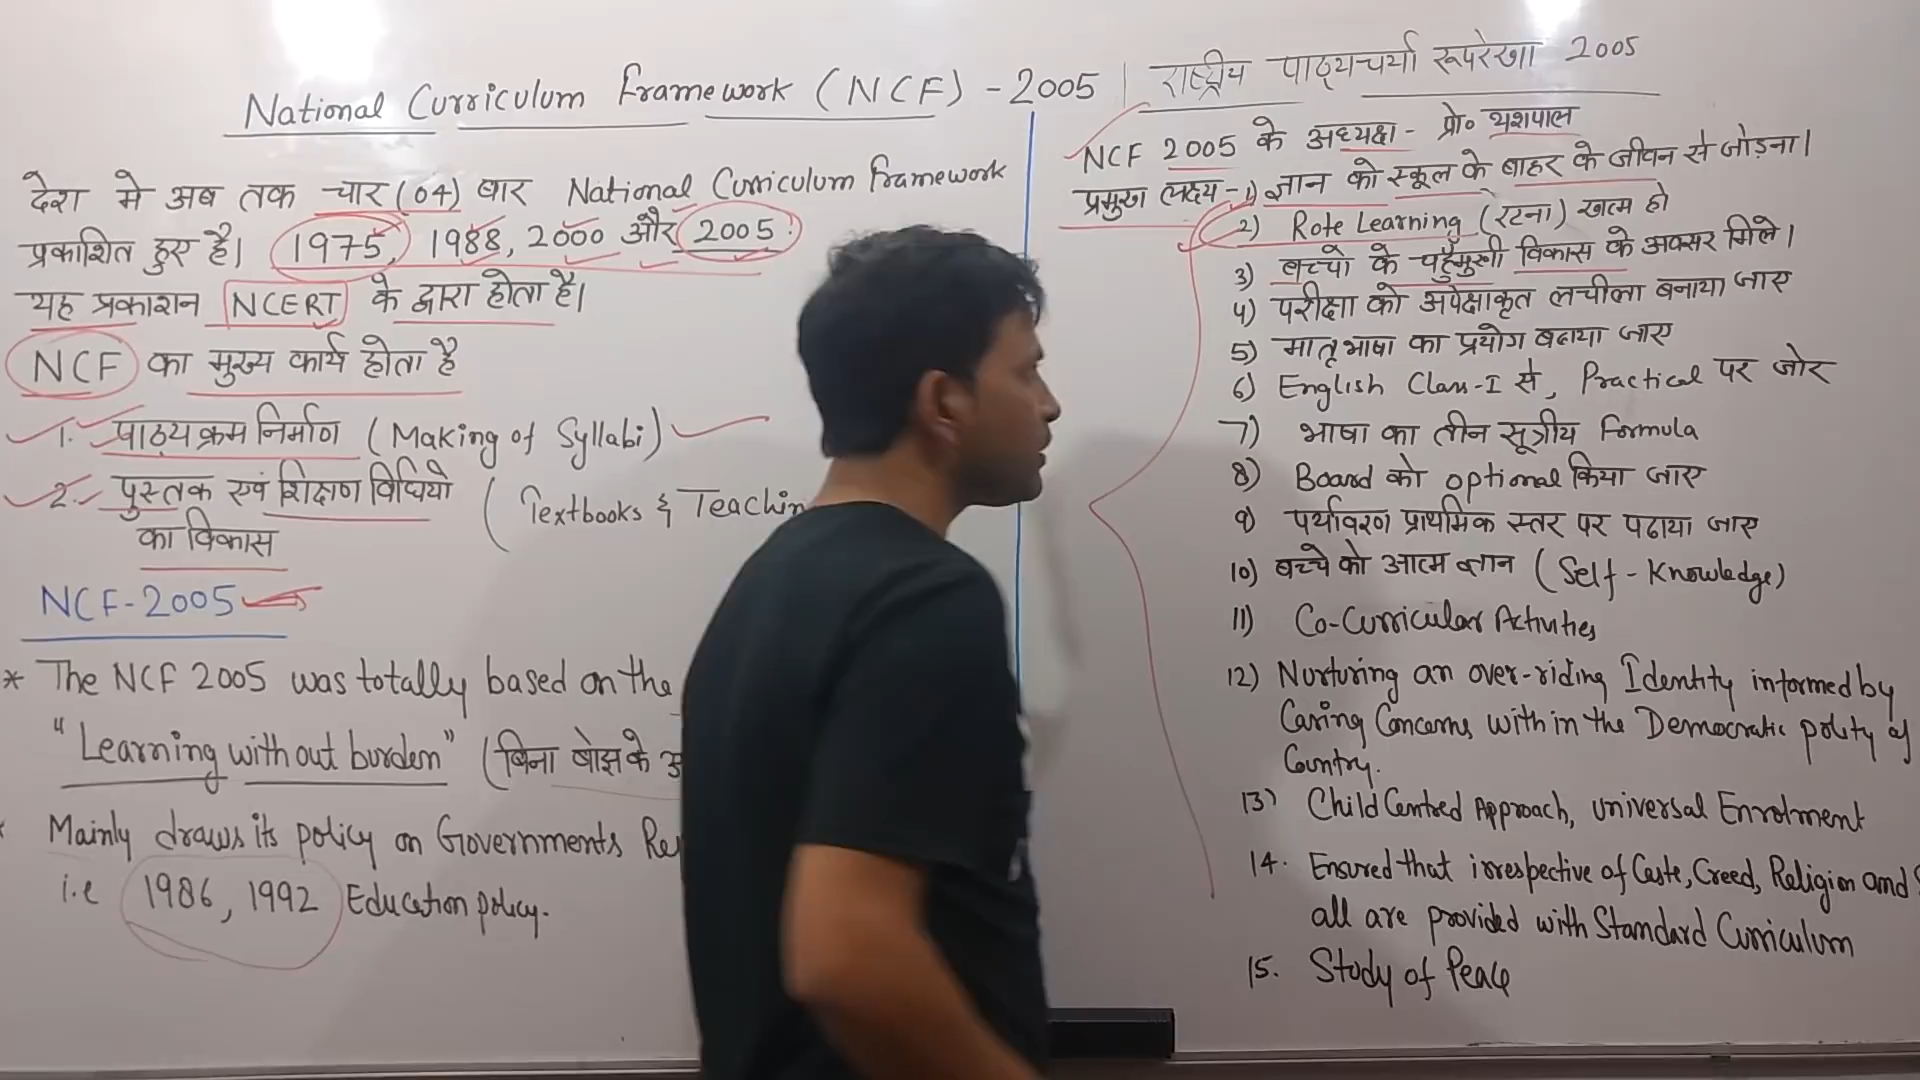 National Curriculum Framework (NCF) - 2005 | राष्ट्रीय पाठ्यचर्या रूपरेखा 2005
देश मे अब तक चार (04) बार National Curriculum Framework
प्रकाशित हुए है। 1975, 1988, 2000 और 2005.
यह प्रकाशन NCERT के द्वारा होता है।
NCF का मुख्य कार्य होता है
1. पाठ्यक्रम निर्माण (Making of Syllabi)
2. पुस्तक एवं शिक्षण विधियो (Textbooks & Teachin
का विकास
NCF-2005
* The NCF 2005 was totally based on the
"Learning without burden" (बिना बोझ के अ
Mainly draws its policy on Governments Re
i.e 1986, 1992 Education policy.
NCF 2005 के अध्यक्ष - प्रो० यशपाल
प्रमुख लक्ष्य - 1) ज्ञान को स्कूल के बाहर के जीवन से जोड़ना।
2) Rote Learning (रटना) खत्म हो
3) बच्चो के चहुँमुखी विकास के अवसर मिले।
4) परीक्षा को अपेक्षाकृत लचीला बनाया जाए
5) मातृभाषा का प्रयोग बढाया जाए
6) English Class-I से, Practical पर जोर
7) भाषा का तीन सूत्रीय Formula
8) Board को optional किया जाए
9) पर्यावरण प्राथमिक स्तर पर पढाया जाए
10) बच्चे को आत्म ज्ञान (Self-Knowledge)
11) Co-Curricular Activities
12) Nurturing an over-riding Identity informed by
Caring Concerns within the Democratic polity of
Country.
13) Child Centred Approach, Universal Enrolment
14. Ensured that irrespective of Caste, Creed, Religion and
all are provided with Standard Curriculum
15. Study of Peace